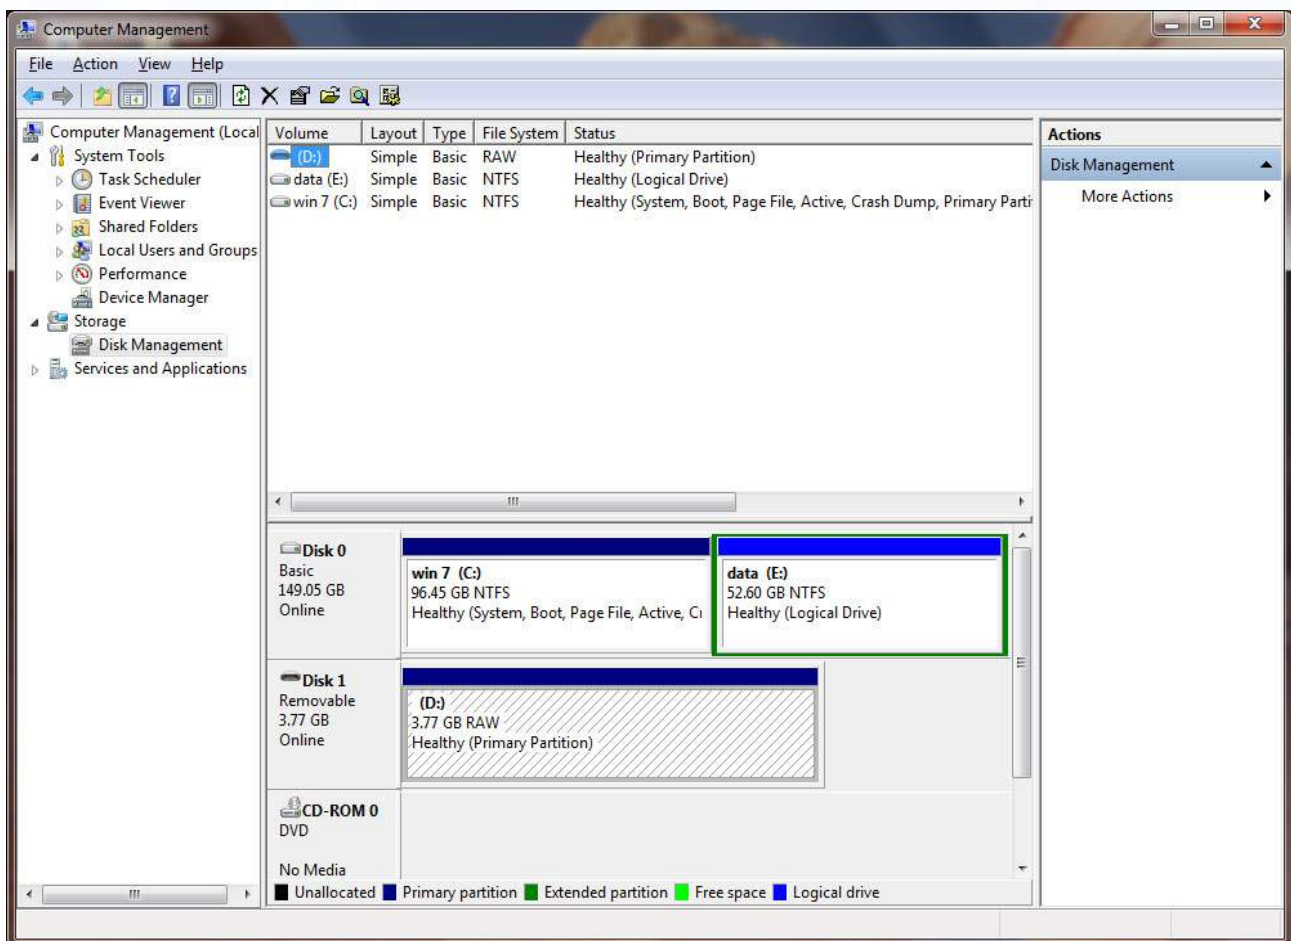 Computer Management
File Action View Help
Computer Management (Local
System Tools
Task Scheduler
Event Viewer
Shared Folders
Local Users and Groups
Performance
Device Manager
Storage
Disk Management
Services and Applications
Volume Layout Type File System Status
(D:) Simple Basic RAW Healthy (Primary Partition)
data (E:) Simple Basic NTFS Healthy (Logical Drive)
win 7 (C:) Simple Basic NTFS Healthy (System, Boot, Page File, Active, Crash Dump, Primary Parti
Disk 0
Basic
149.05 GB
Online
win 7 (C:)
96.45 GB NTFS
Healthy (System, Boot, Page File, Active, Cr
data (E:)
52.60 GB NTFS
Healthy (Logical Drive)
Disk 1
Removable
3.77 GB
Online
(D:)
3.77 GB RAW
Healthy (Primary Partition)
CD-ROM 0
DVD
No Media
Unallocated Primary partition Extended partition Free space Logical drive
Actions
Disk Management
More Actions